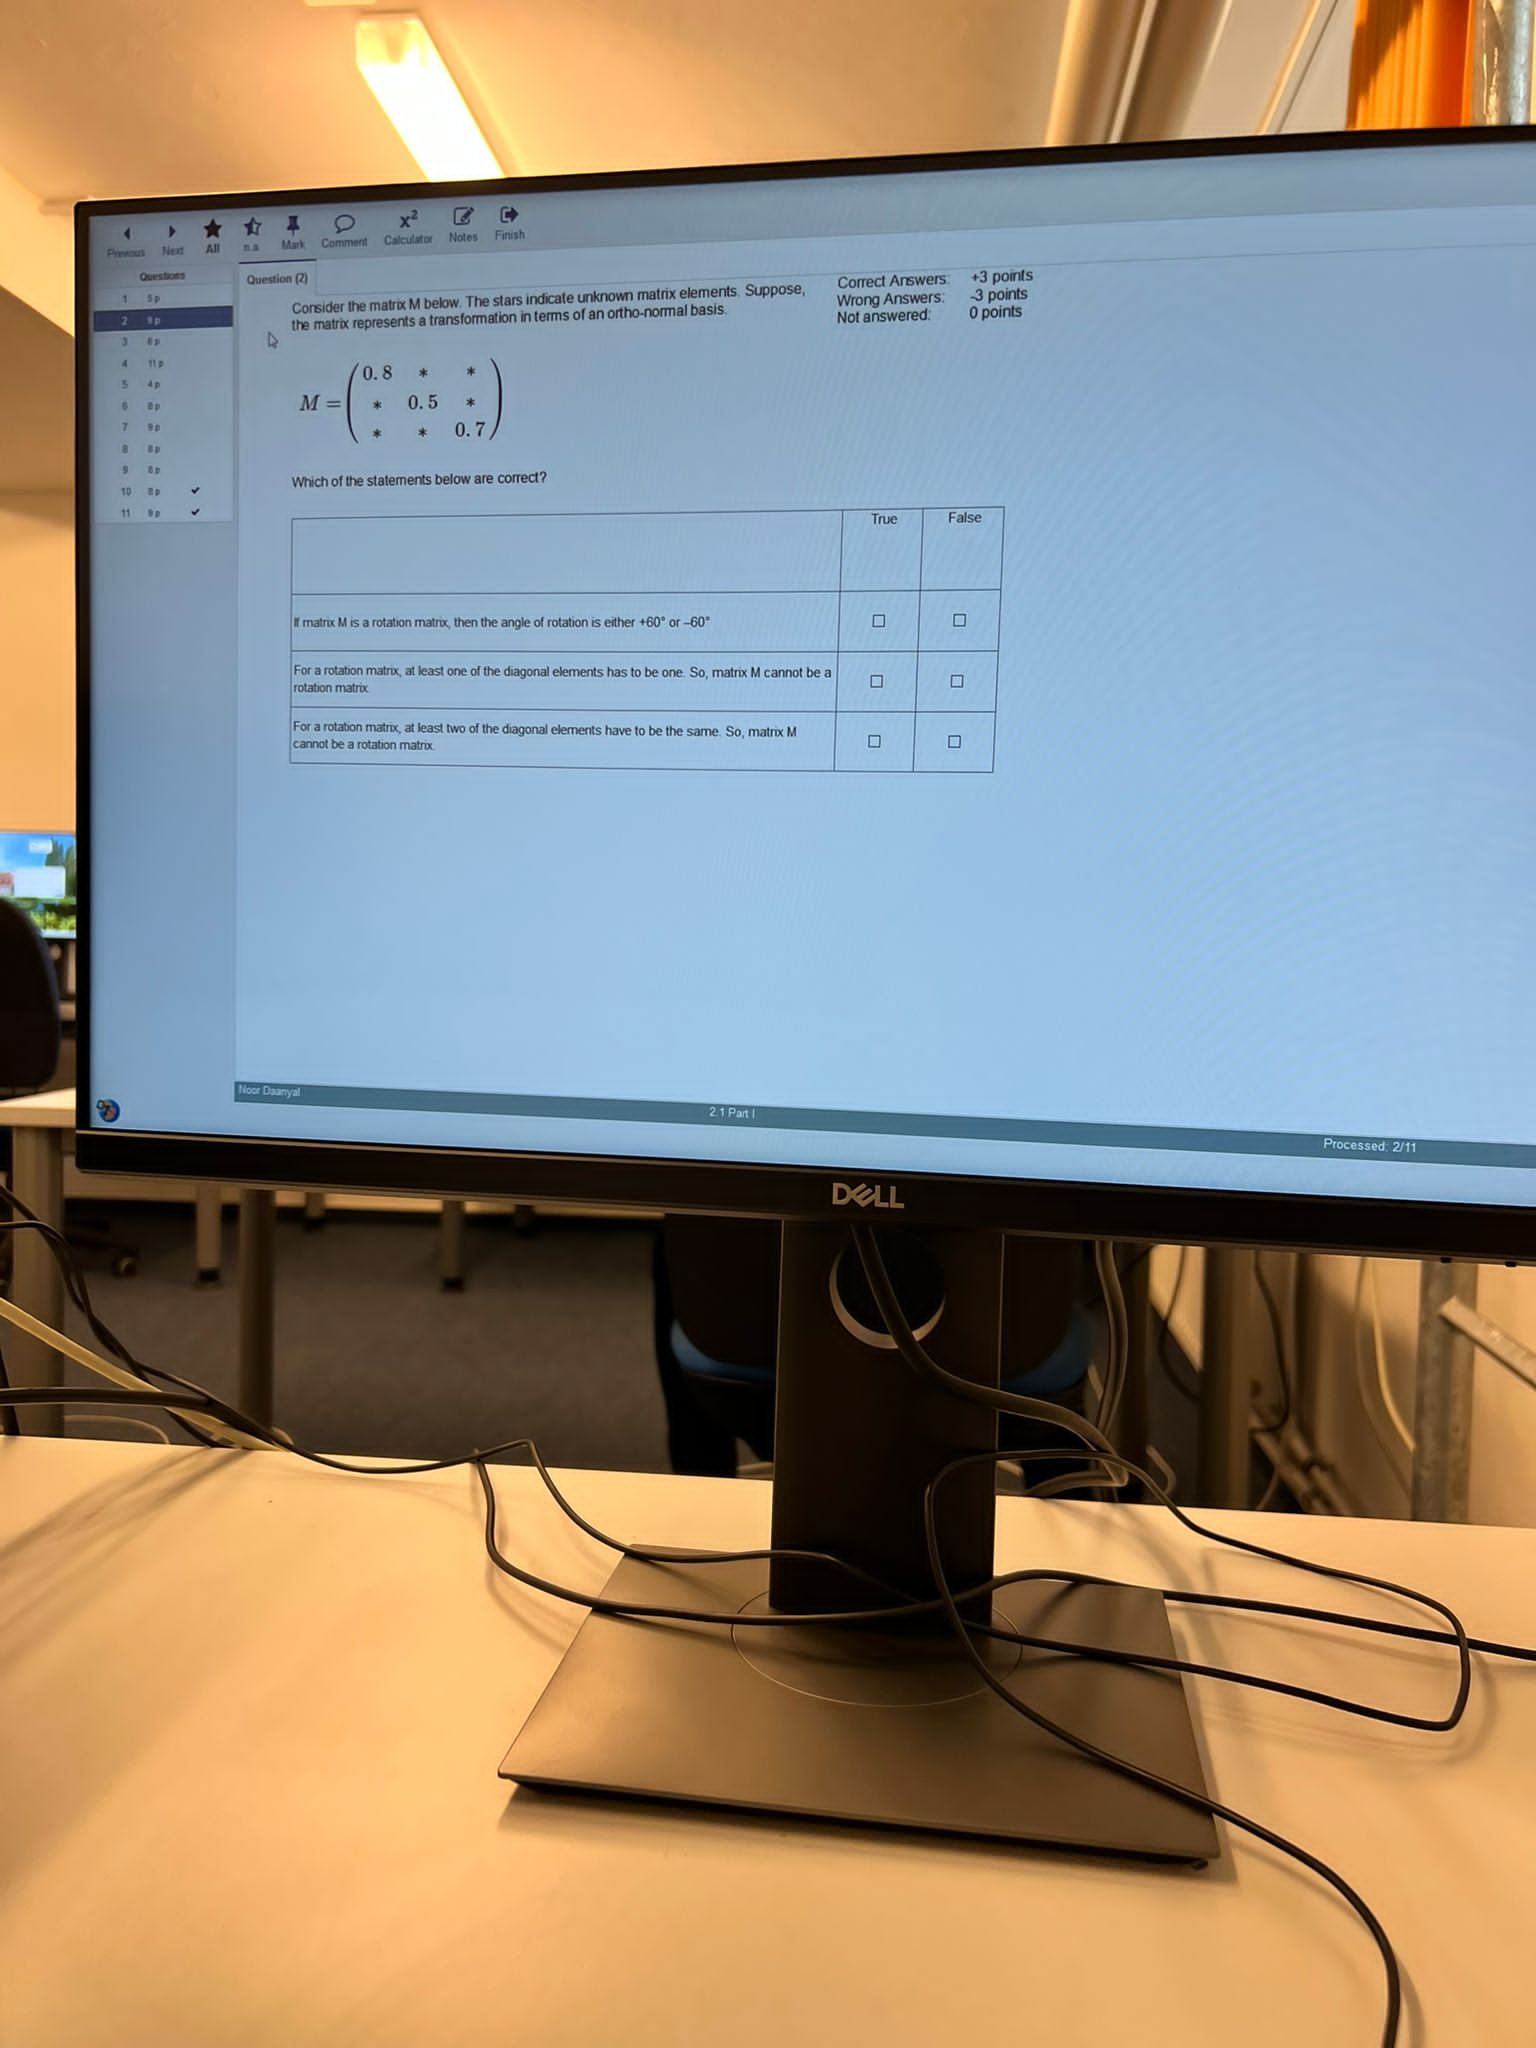 Previous Next All n.a. Mark Comment Calculator Notes Finish
Questions
1 5 p
2 9 p
3 6 p
4 11 p
5 4 p
6 8 p
7 9 p
8 8 p
9 8 p
10 8 p ✔
11 9 p ✔
Question (2)
Consider the matrix M below. The stars indicate unknown matrix elements. Suppose,
the matrix represents a transformation in terms of an ortho-normal basis.
Correct Answers: +3 points
Wrong Answers: -3 points
Not answered: 0 points
0.8 * *
M = * 0.5 *
* * 0.7
Which of the statements below are correct?
True False
If matrix M is a rotation matrix, then the angle of rotation is either +60° or –60°
For a rotation matrix, at least one of the diagonal elements has to be one. So, matrix M cannot be a
rotation matrix.
For a rotation matrix, at least two of the diagonal elements have to be the same. So, matrix M
cannot be a rotation matrix.
Noor Daanyal
2.1 Part I
Processed: 2/11
DELL